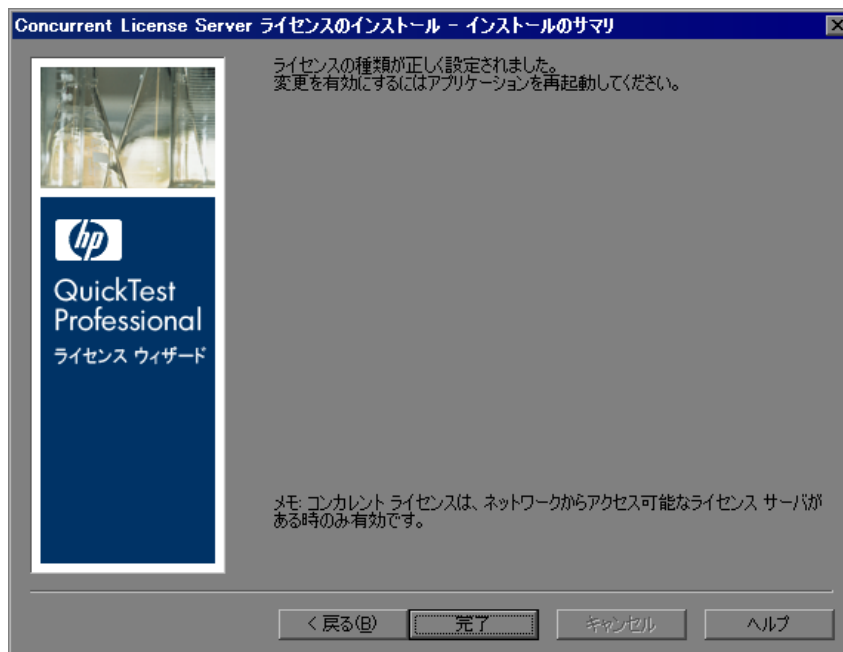 Concurrent License Server ライセンスのインストール - インストールのサマリ
ライセンスの種類が正しく設定されました。
変更を有効にするにはアプリケーションを再起動してください。
hp
QuickTest
Professional
ライセンス ウィザード
メモ: コンカレント ライセンスは、ネットワークからアクセス可能なライセンス サーバが
ある時のみ有効です。
< 戻る(B)
完了
キャンセル
ヘルプ